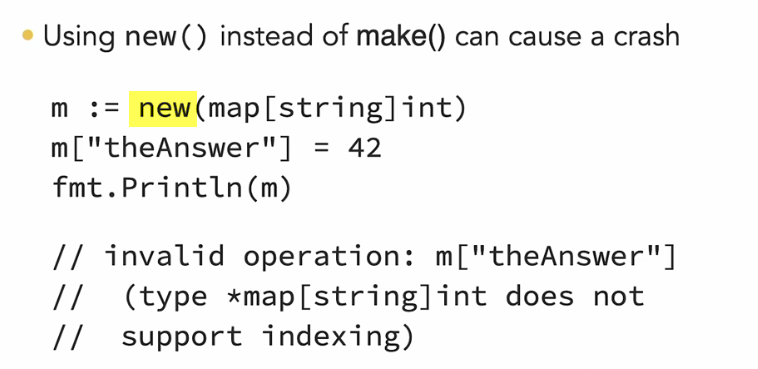 • Using new() instead of make() can cause a crash
m := new(map[string]int)
m["theAnswer"] = 42
fmt.Println(m)
// invalid operation: m["theAnswer"]
//  (type *map[string]int does not
//  support indexing)